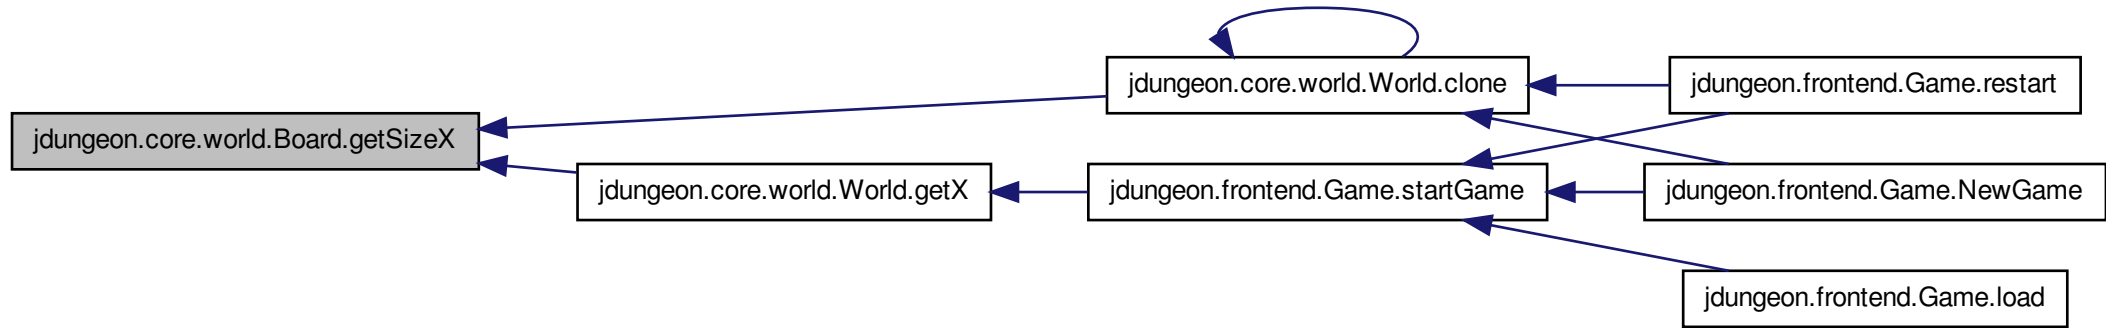 jdungeon.core.world.World.clone
jdungeon.frontend.Game.restart
jdungeon.core.world.Board.getSizeX
jdungeon.core.world.World.getX
jdungeon.frontend.Game.startGame
jdungeon.frontend.Game.NewGame
jdungeon.frontend.Game.load